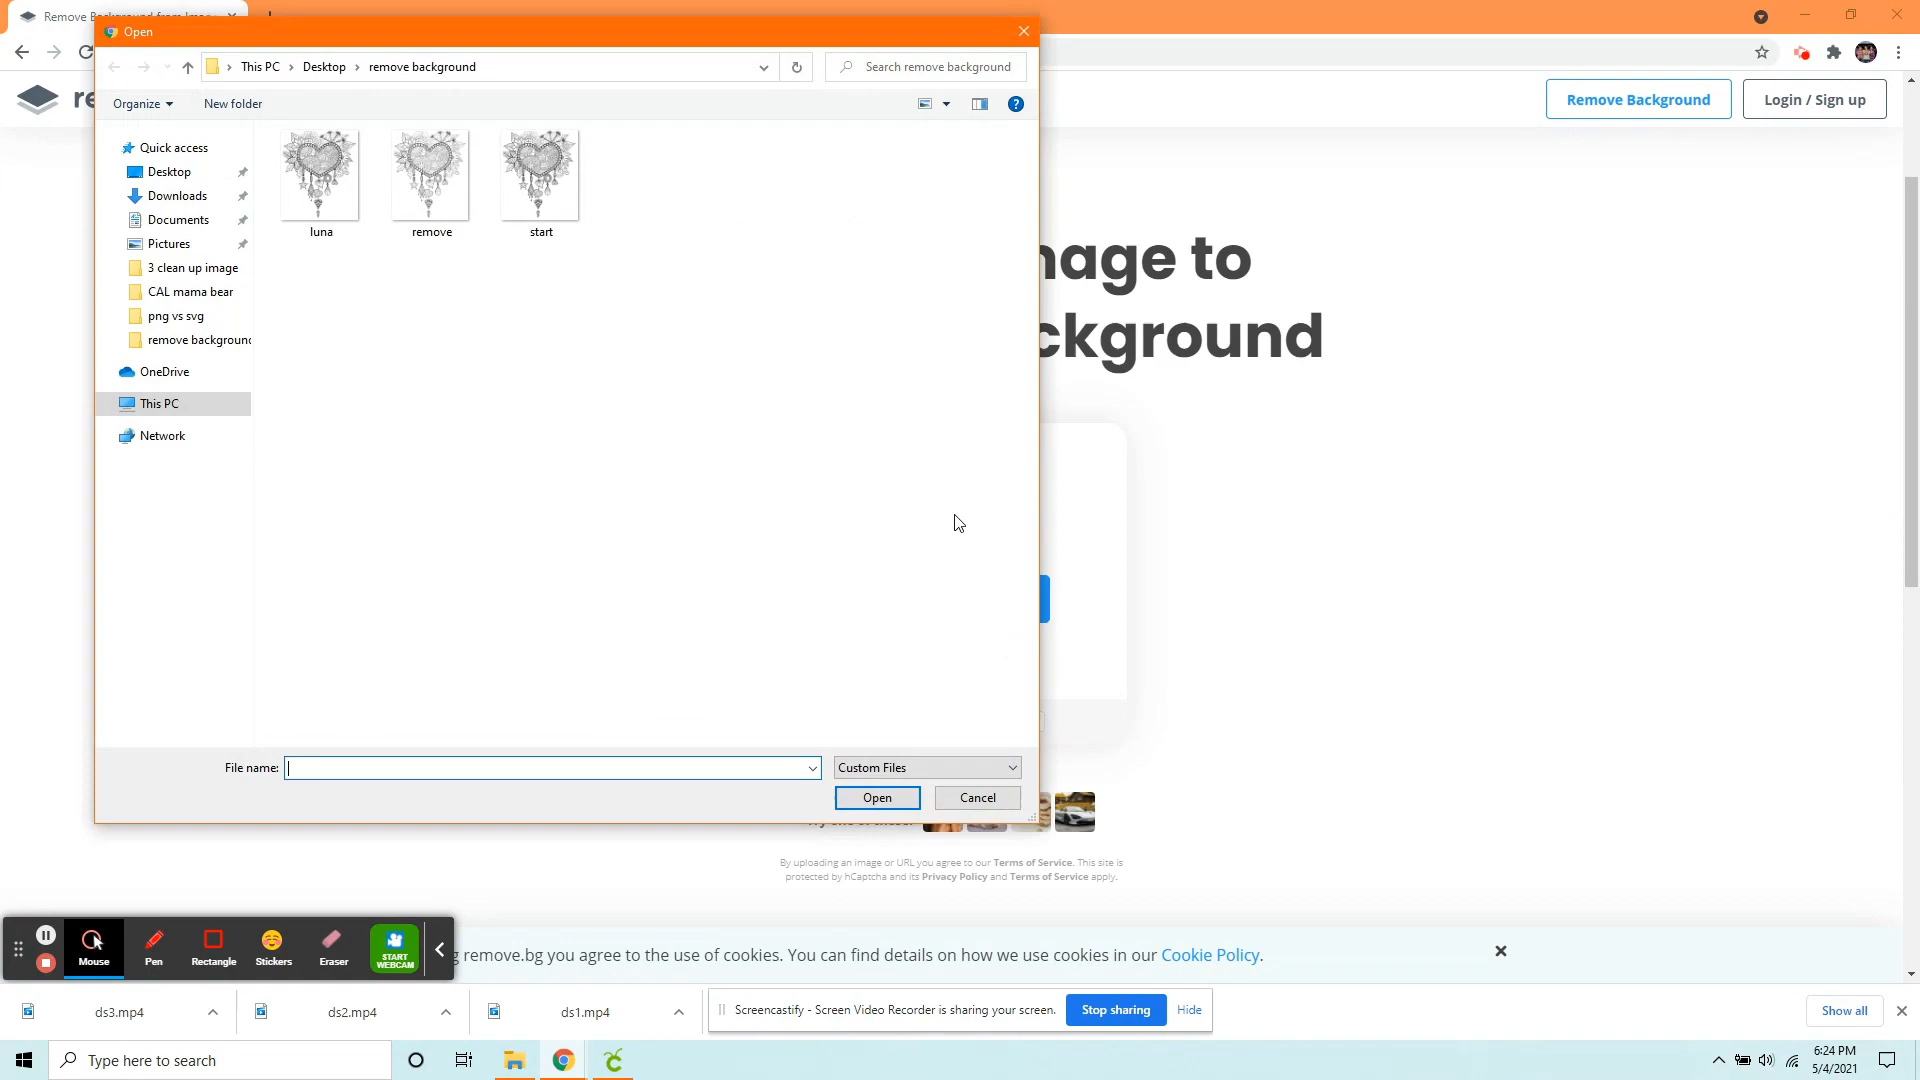 Open
This PC
Desktop
remove background
Search remove background
Organize
New folder
Remove Background
Login / Sign up
Quick access
Desktop
Downloads
Documents
Pictures
3 clean up image
CAL mama bear
png vs svg
remove background
OneDrive
This PC
Network
luna
remove
start
nage to
ckground
File name:
Custom Files
Open
Cancel
By uploading an image or URL you agree to our Terms of Service. This site is
protected by hCaptcha and its Privacy Policy and Terms of Service apply.
Mouse
Pen
Rectangle
Stickers
Eraser
START
WEBCAM
g remove.bg you agree to the use of cookies. You can find details on how we use cookies in our Cookie Policy.
ds3.mp4
ds2.mp4
ds1.mp4
Screencastify - Screen Video Recorder is sharing your screen.
Stop sharing
Hide
Show all
Type here to search
6:24 PM
5/4/2021